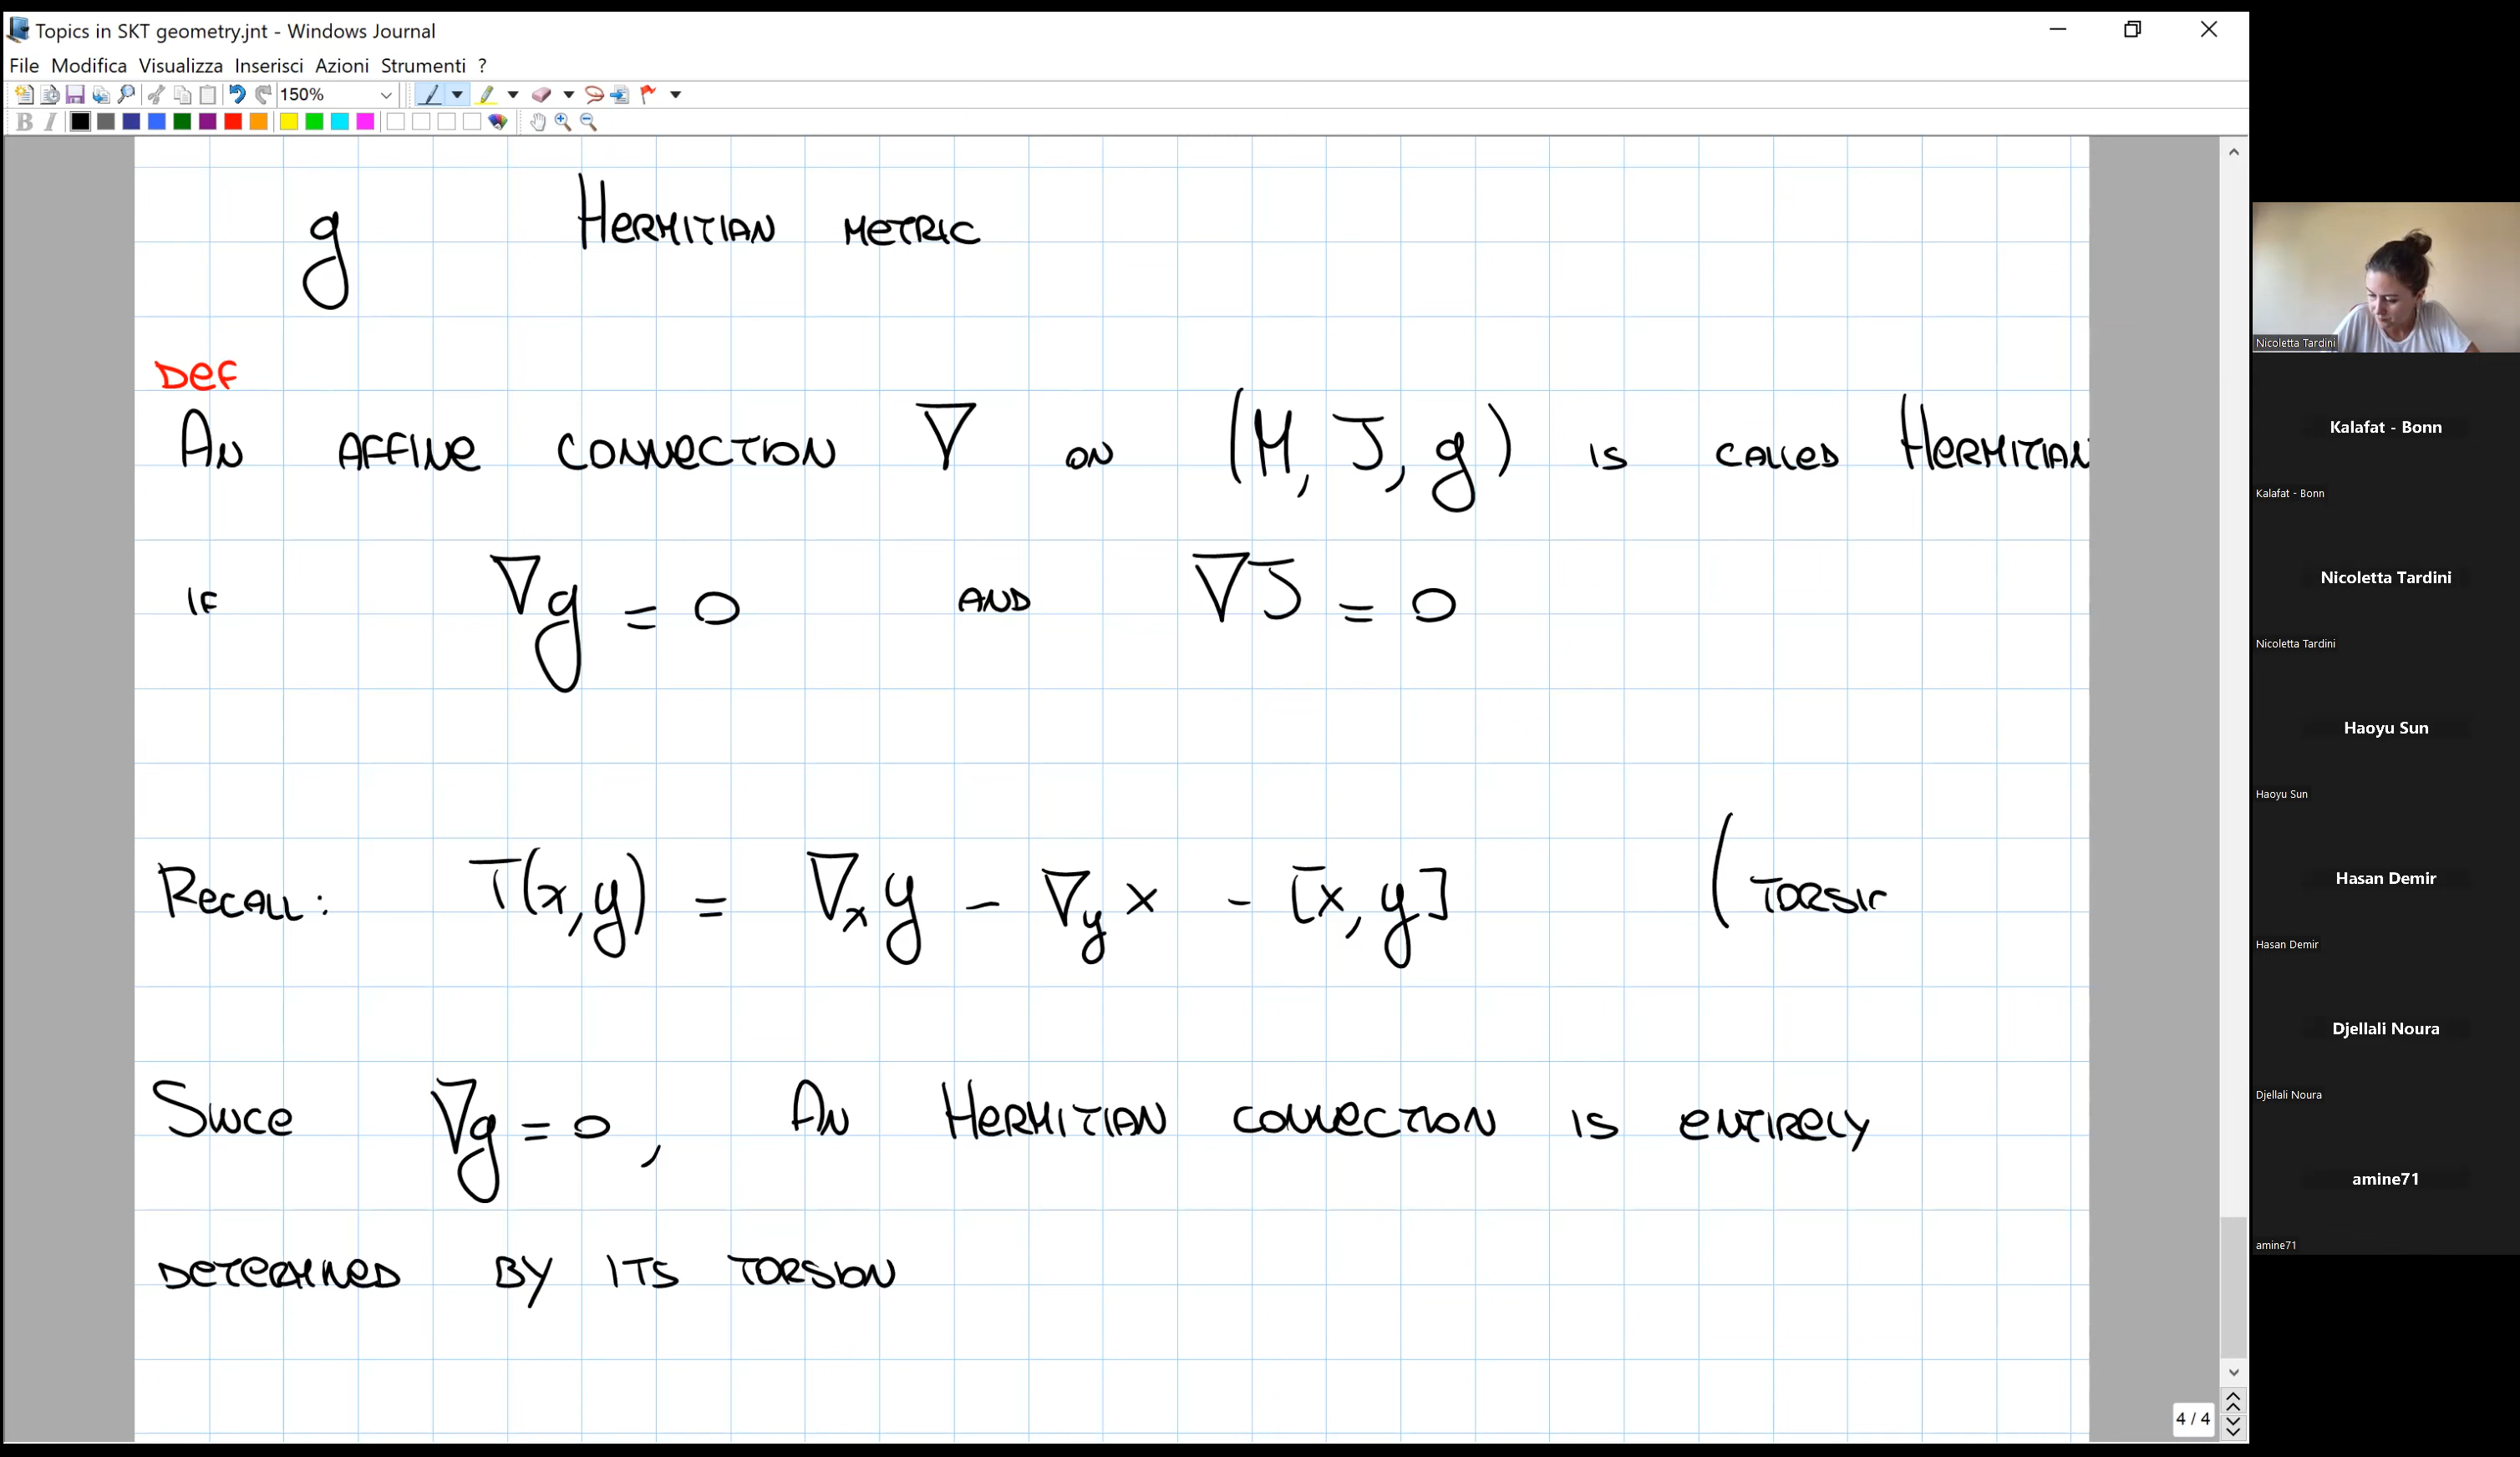 Topics in SKT geometry.jnt - Windows Journal
File Modifica Visualizza Inserisci Azioni Strumenti ?
150%
B I
g HERMITIAN METRIC
DEF
AN AFFINE CONNECTION ∇ ON (M, J, g) IS CALLED HERMITIAN
IF ∇g = 0 AND ∇J = 0
RECALL: T(x,y) = ∇ₓy - ∇_y x - [x,y] (TORSIO
SINCE ∇g = 0, AN HERMITIAN CONNECTION IS ENTIRELY
DETERMINED BY ITS TORSION
4 / 4
Nicoletta Tardini
Kalafat - Bonn
Kalafat - Bonn
Nicoletta Tardini
Nicoletta Tardini
Haoyu Sun
Haoyu Sun
Hasan Demir
Hasan Demir
Djellali Noura
Djellali Noura
amine71
amine71